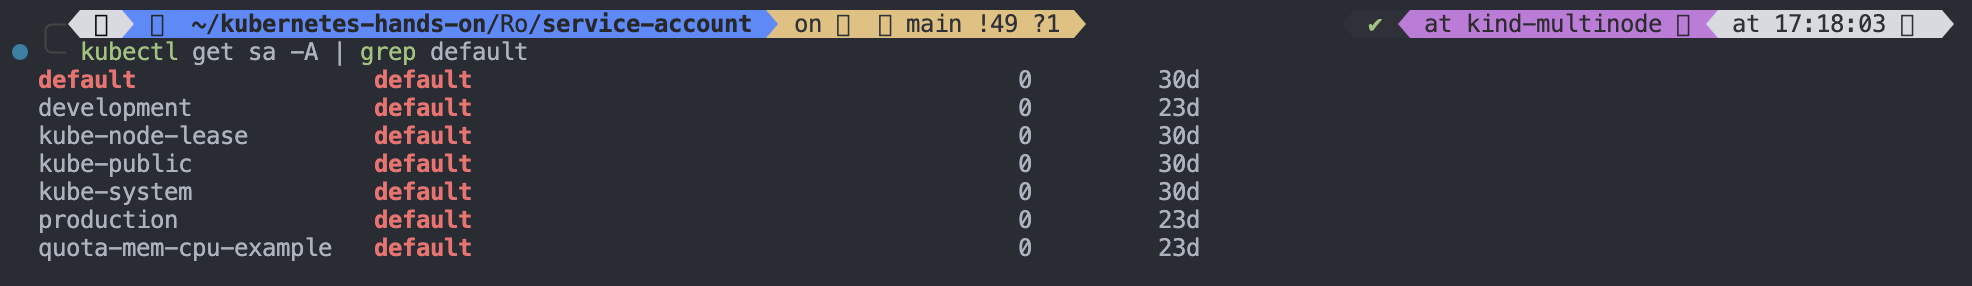 ~/kubernetes-hands-on/Ro/service-account on main !49 ?1 ✔ at kind-multinode at 17:18:03
kubectl get sa -A | grep default
default default 0 30d
development default 0 23d
kube-node-lease default 0 30d
kube-public default 0 30d
kube-system default 0 30d
production default 0 23d
quota-mem-cpu-example default 0 23d